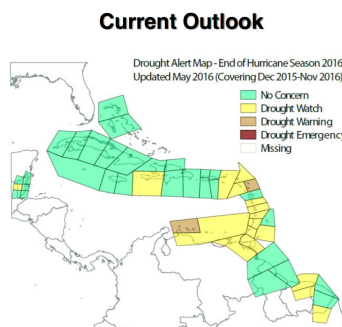 Current Outlook
Drought Alert Map - End of Hurricane Season 2016
Updated May 2016 (Covering Dec 2015-Nov 2016)
No Concern
Drought Watch
Drought Warning
Drought Emergency
Missing